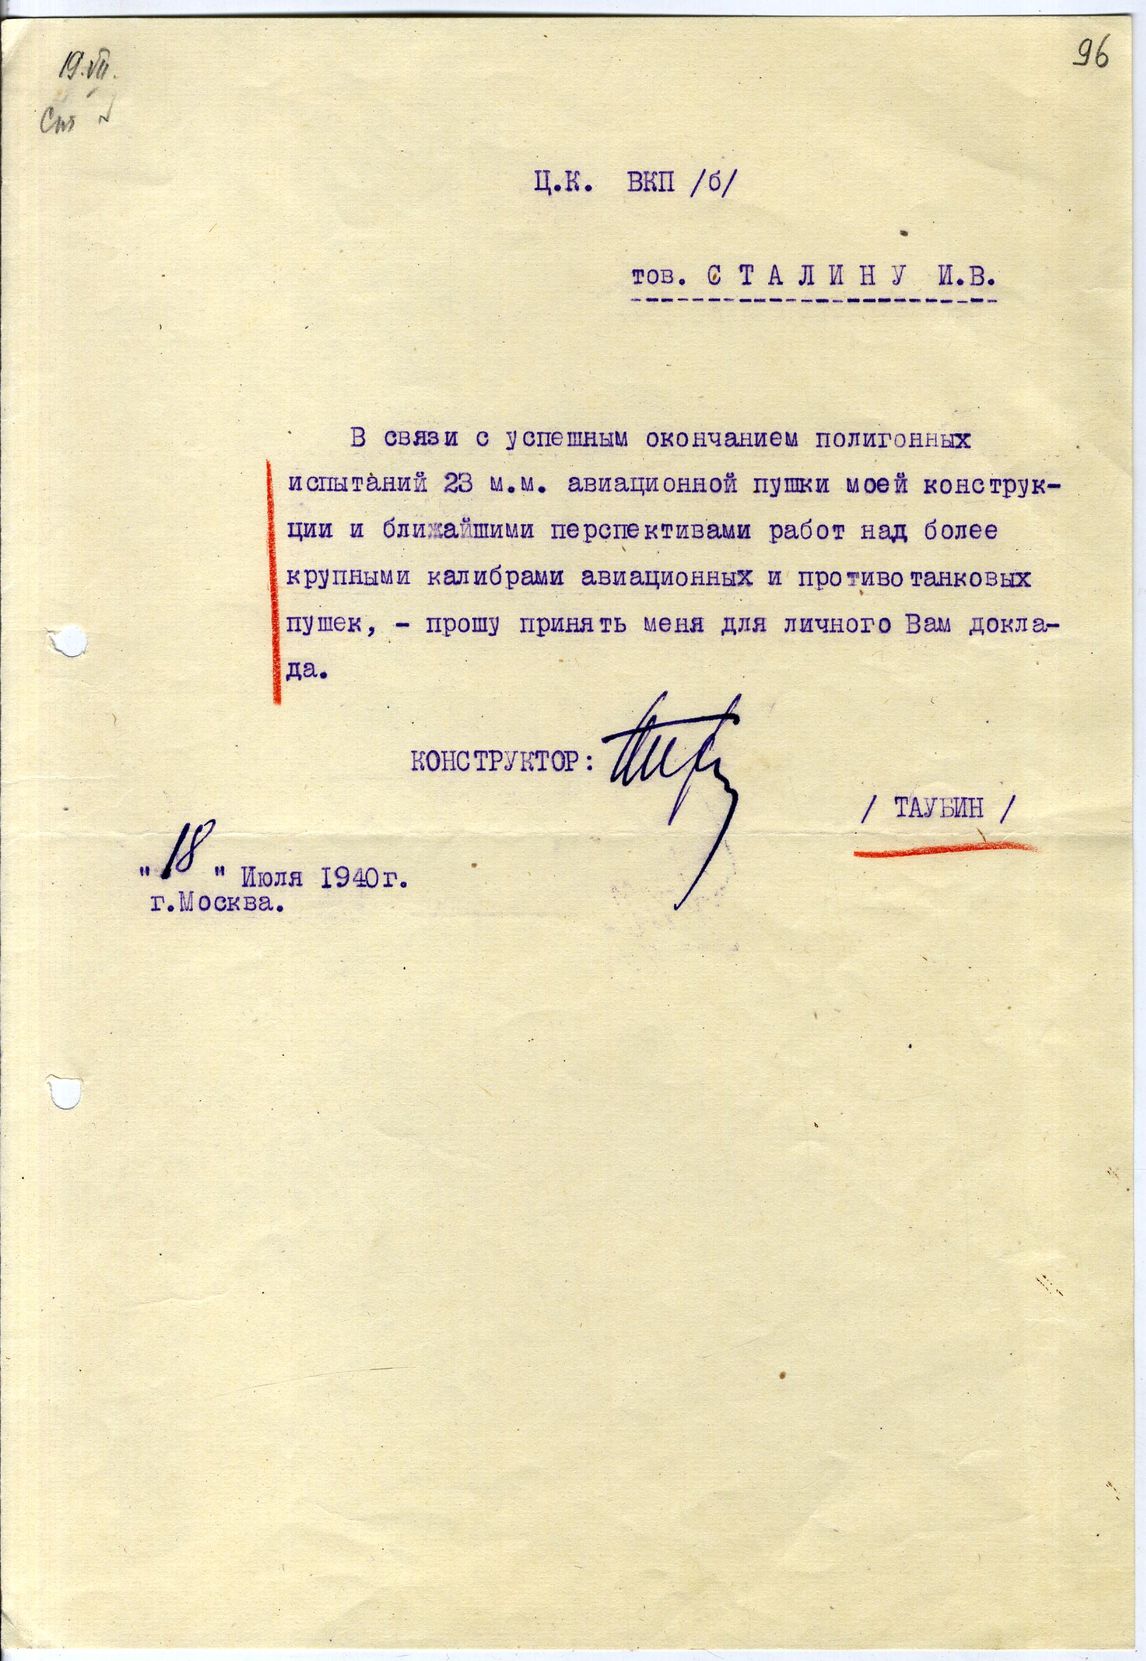 96
19.VII.
Ц.К. ВКП /б/
тов. С Т А Л И Н У И.В.
В связи с успешным окончанием полигонных
испытаний 23 м.м. авиационной пушки моей конструк-
ции и ближайшими перспективами работ над более
крупными калибрами авиационных и противотанковых
пушек, - прошу принять меня для личного Вам докла-
да.
КОНСТРУКТОР:
/ ТАУБИН /
"18" Июля 1940г.
г.Москва.